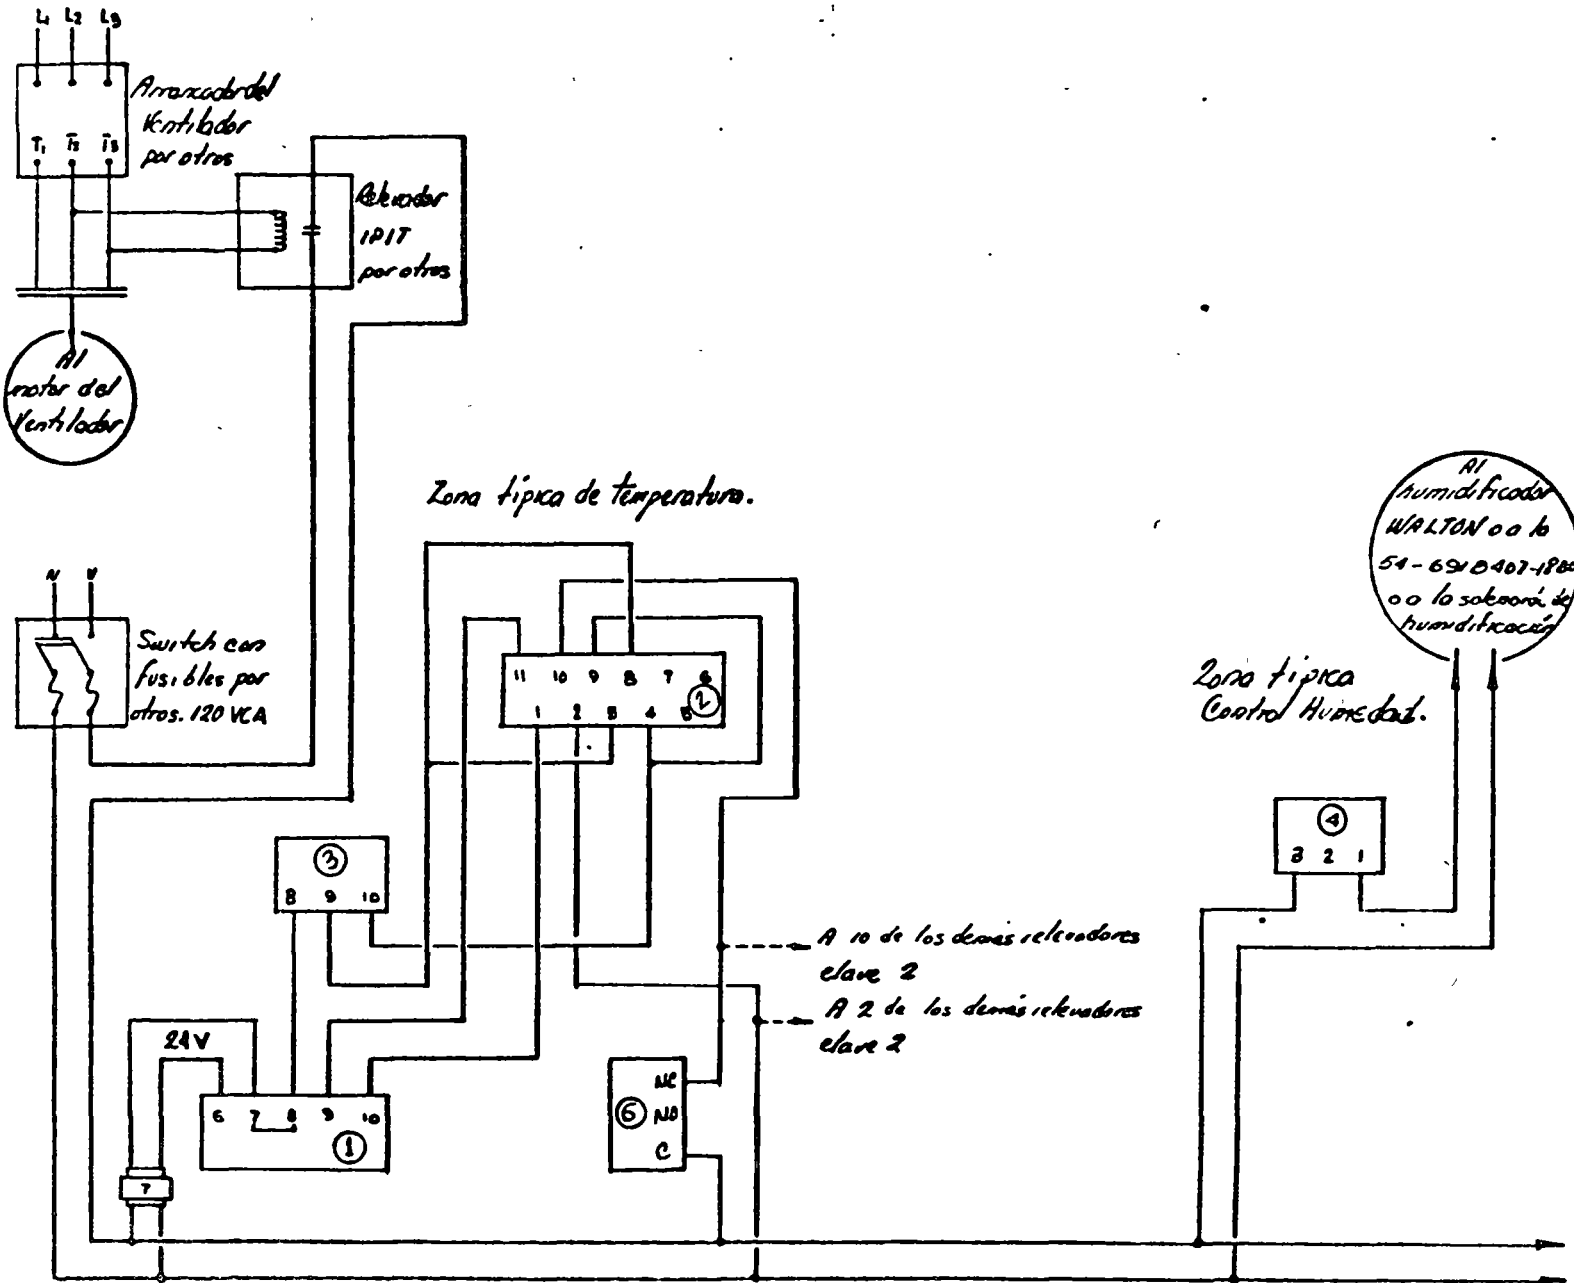 L1 L2 L3
Arrancador del
Ventilador
por otros
T1 T2 T3
Relevador
1P1T
por otros
Al
motor del
Ventilador
Zona típica de temperatura.
N V
Switch con
fusibles por
otros. 120 VCA
11 10 9 8 7 6
1 2 3 4 5
2
3
8 9 10
Al
humidificador
WALTON o a la
o a la
humidificación
Zona típica
Control Humedad.
4
3 2 1
A 10 de los demás relevadores
clave 2
A 2 de los demás relevadores
clave 2
24V
6 7 8 9 10
1
NC
6 NO
C
7